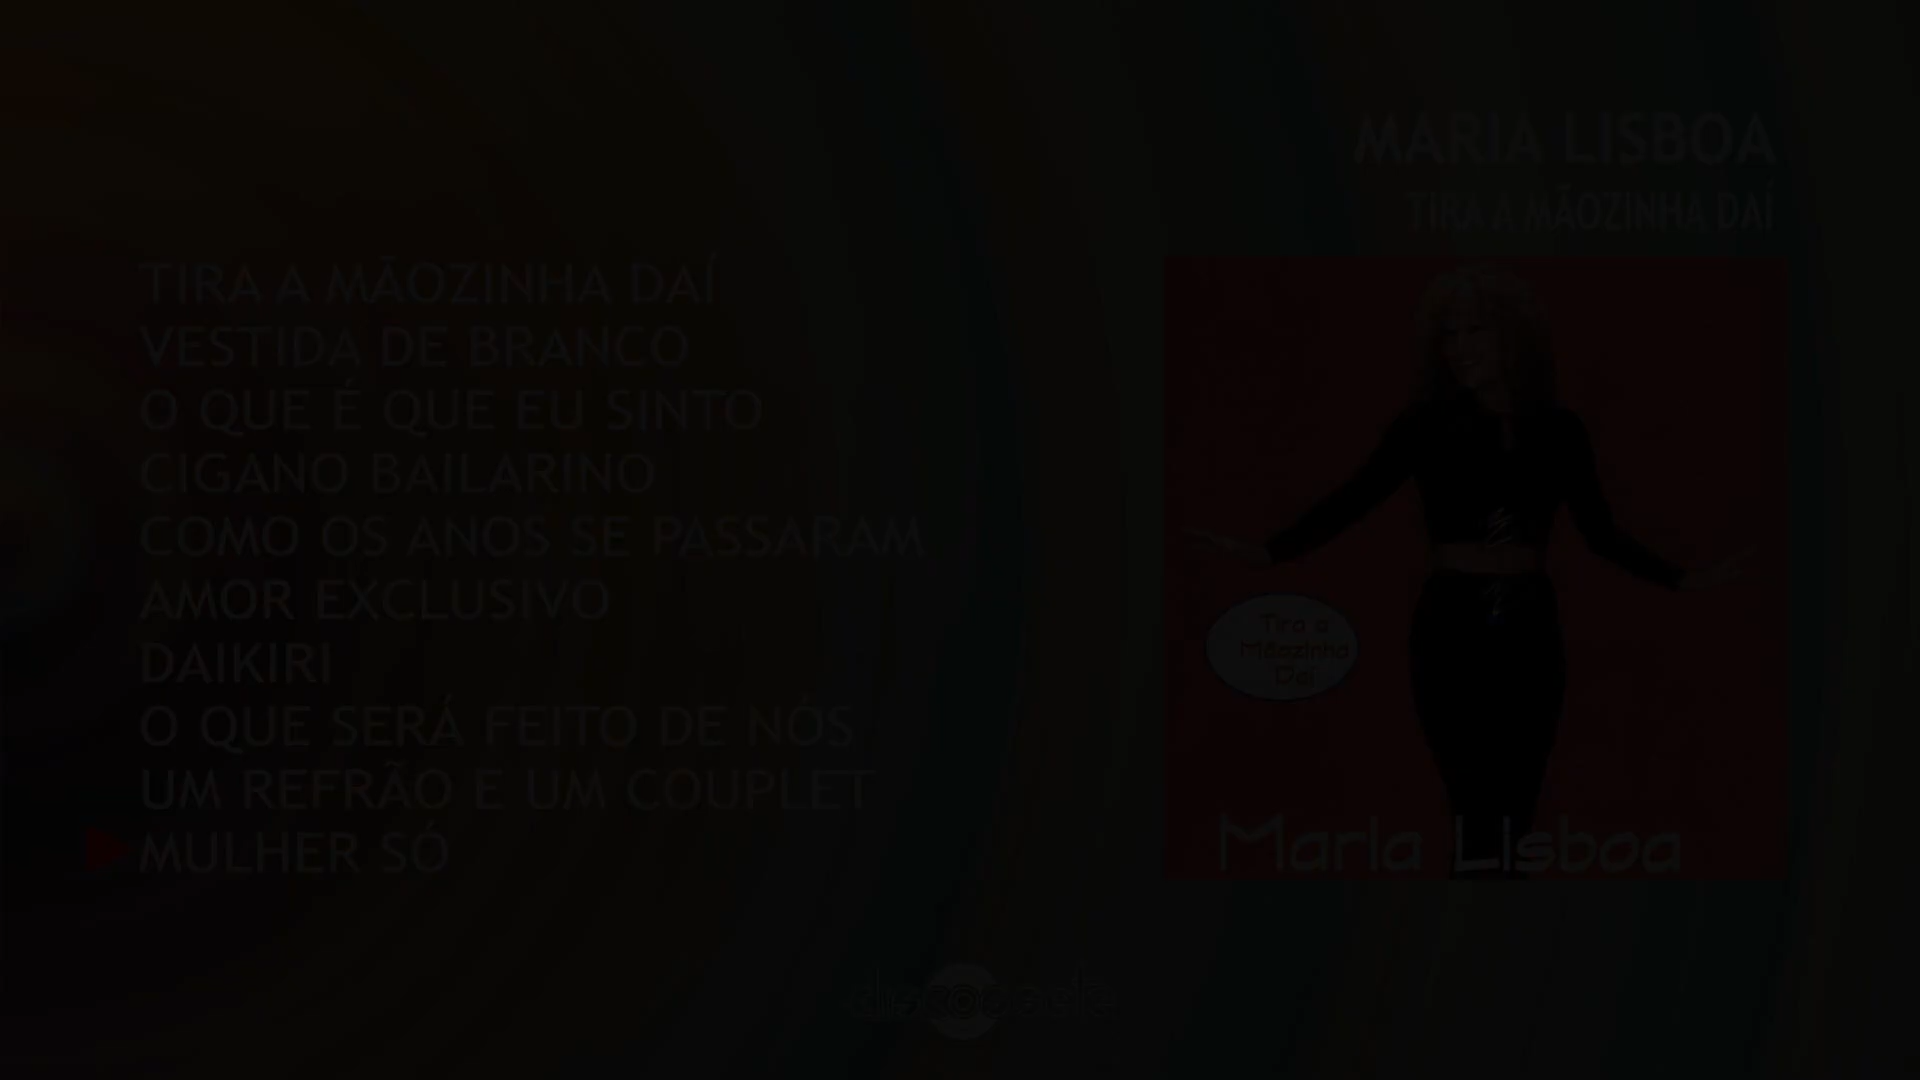 MARIA LISBOA
TIRA A MÃOZINHA DAÍ
TIRA A MÃOZINHA DAÍ
VESTIDA DE BRANCO
O QUE É QUE EU SINTO
CIGANO BAILARINO
COMO OS ANOS SE PASSARAM
AMOR EXCLUSIVO
DAIKIRI
O QUE SERÁ FEITO DE NÓS
UM REFRÃO E UM COUPLET
MULHER SÓ
Tira a
Mãozinha
Daí
Maria Lisboa